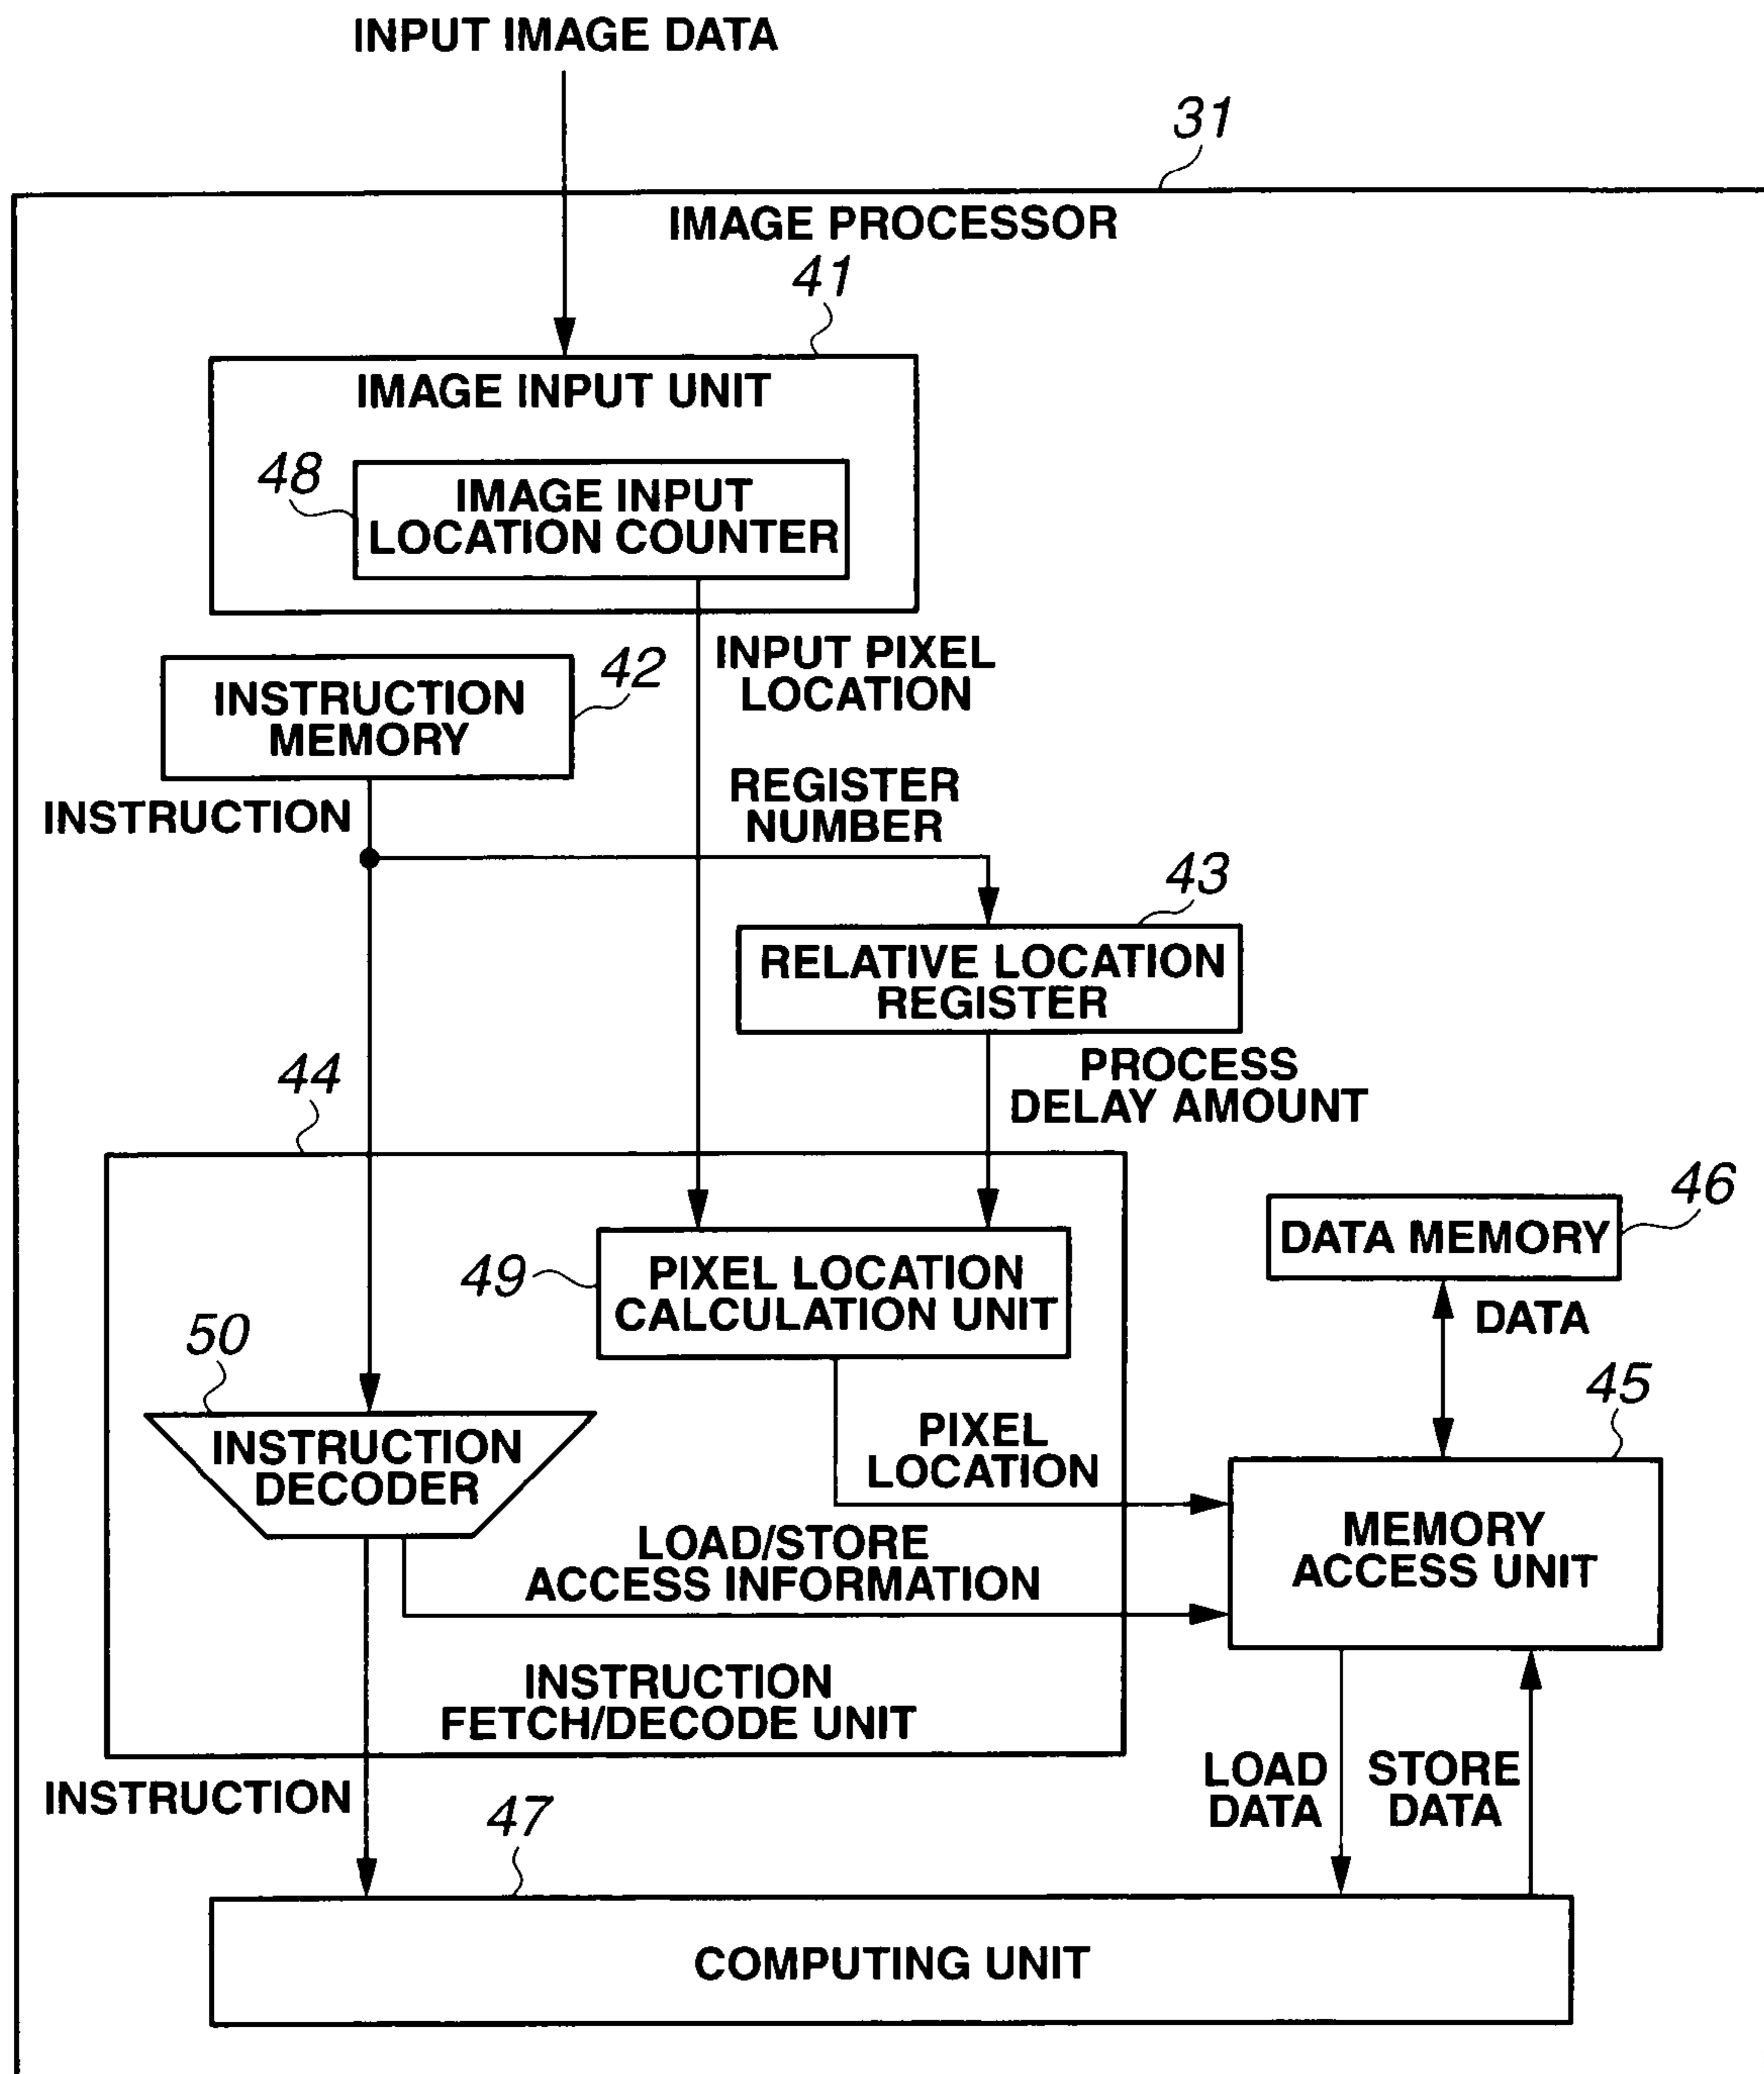 INPUT IMAGE DATA
31
IMAGE PROCESSOR
41
IMAGE INPUT UNIT
48
IMAGE INPUT
LOCATION COUNTER
INPUT PIXEL
LOCATION
42
INSTRUCTION
MEMORY
INSTRUCTION
REGISTER
NUMBER
43
RELATIVE LOCATION
REGISTER
PROCESS
DELAY AMOUNT
44
46
DATA MEMORY
DATA
49
PIXEL LOCATION
CALCULATION UNIT
50
INSTRUCTION
DECODER
PIXEL
LOCATION
45
MEMORY
ACCESS UNIT
LOAD/STORE
ACCESS INFORMATION
INSTRUCTION
FETCH/DECODE UNIT
INSTRUCTION
LOAD
DATA
STORE
DATA
47
COMPUTING UNIT